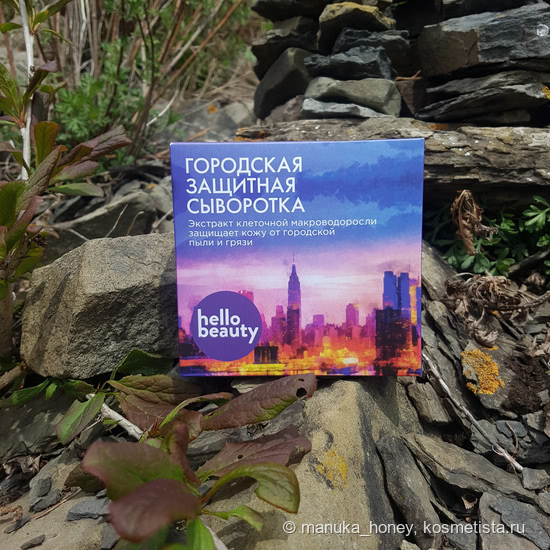 ГОРОДСКАЯ
ЗАЩИТНАЯ
СЫВОРОТКА
Экстракт клеточной макроводоросли
защищает кожу от городской
пыли и грязи
hello
beauty
© manuka_honey, kosmetista.ru